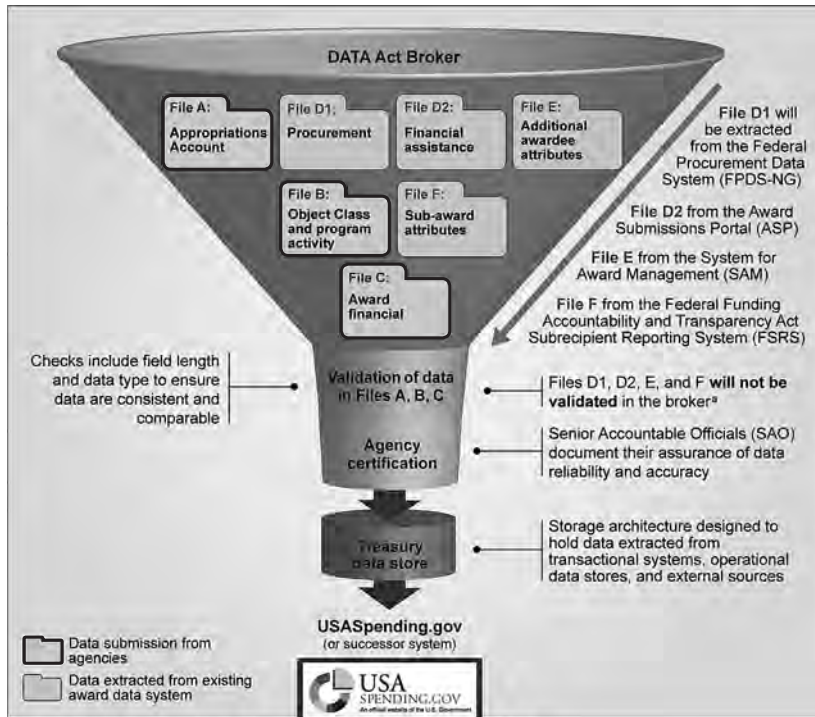 DATA Act Broker
File A:
Appropriations
Account
File D1:
Procurement
File D2:
Financial
assistance
File E:
Additional
awardee
attributes
File B:
Object Class
and program
activity
File F:
Sub-award
attributes
File C:
Award
financial
File D1 will
be extracted
from the Federal
Procurement Data
System (FPDS-NG)
File D2 from the Award
Submissions Portal (ASP)
File E from the System for
Award Management (SAM)
File F from the Federal Funding
Accountability and Transparency Act
Subrecipient Reporting System (FSRS)
Checks include field length
and data type to ensure
data are consistent and
comparable
Validation of data
in Files A, B, C
Files D1, D2, E, and F will not be
validated in the brokerª
Agency
certification
Senior Accountable Officials (SAO)
document their assurance of data
reliability and accuracy
Treasury
data store
Storage architecture designed to
hold data extracted from
transactional systems, operational
data stores, and external sources
USASpending.gov
(or successor system)
Data submission from
agencies
Data extracted from existing
award data system
USA
SPENDING.GOV
An official website of the U.S. Government